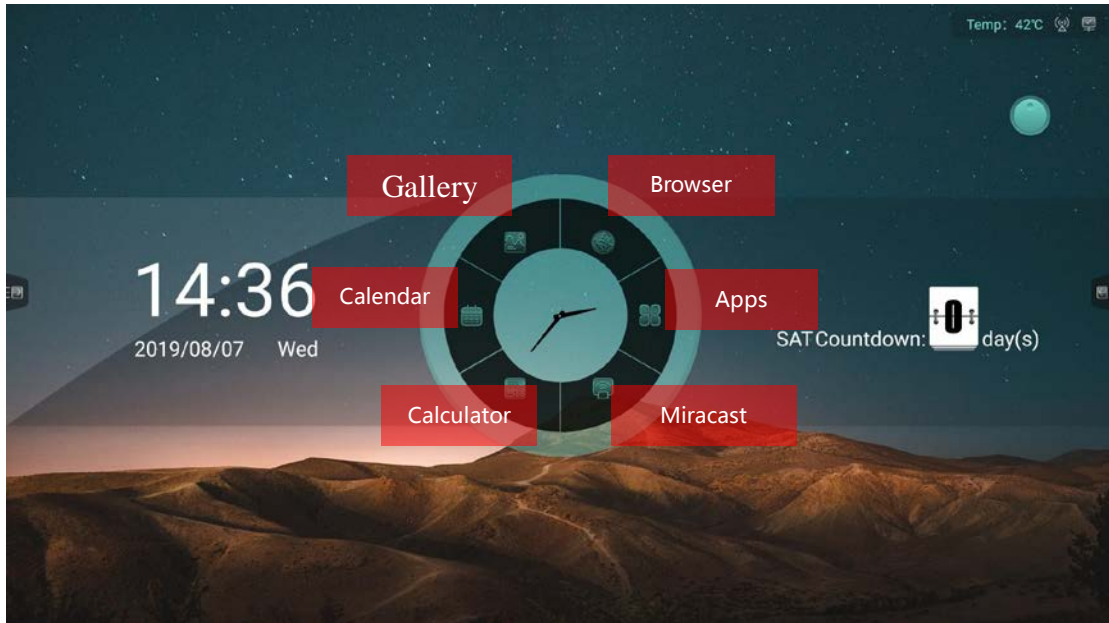 Temp: 42℃
Gallery
Browser
14:36
Calendar
Apps
2019/08/07 Wed
SAT Countdown: 0 day(s)
Calculator
Miracast